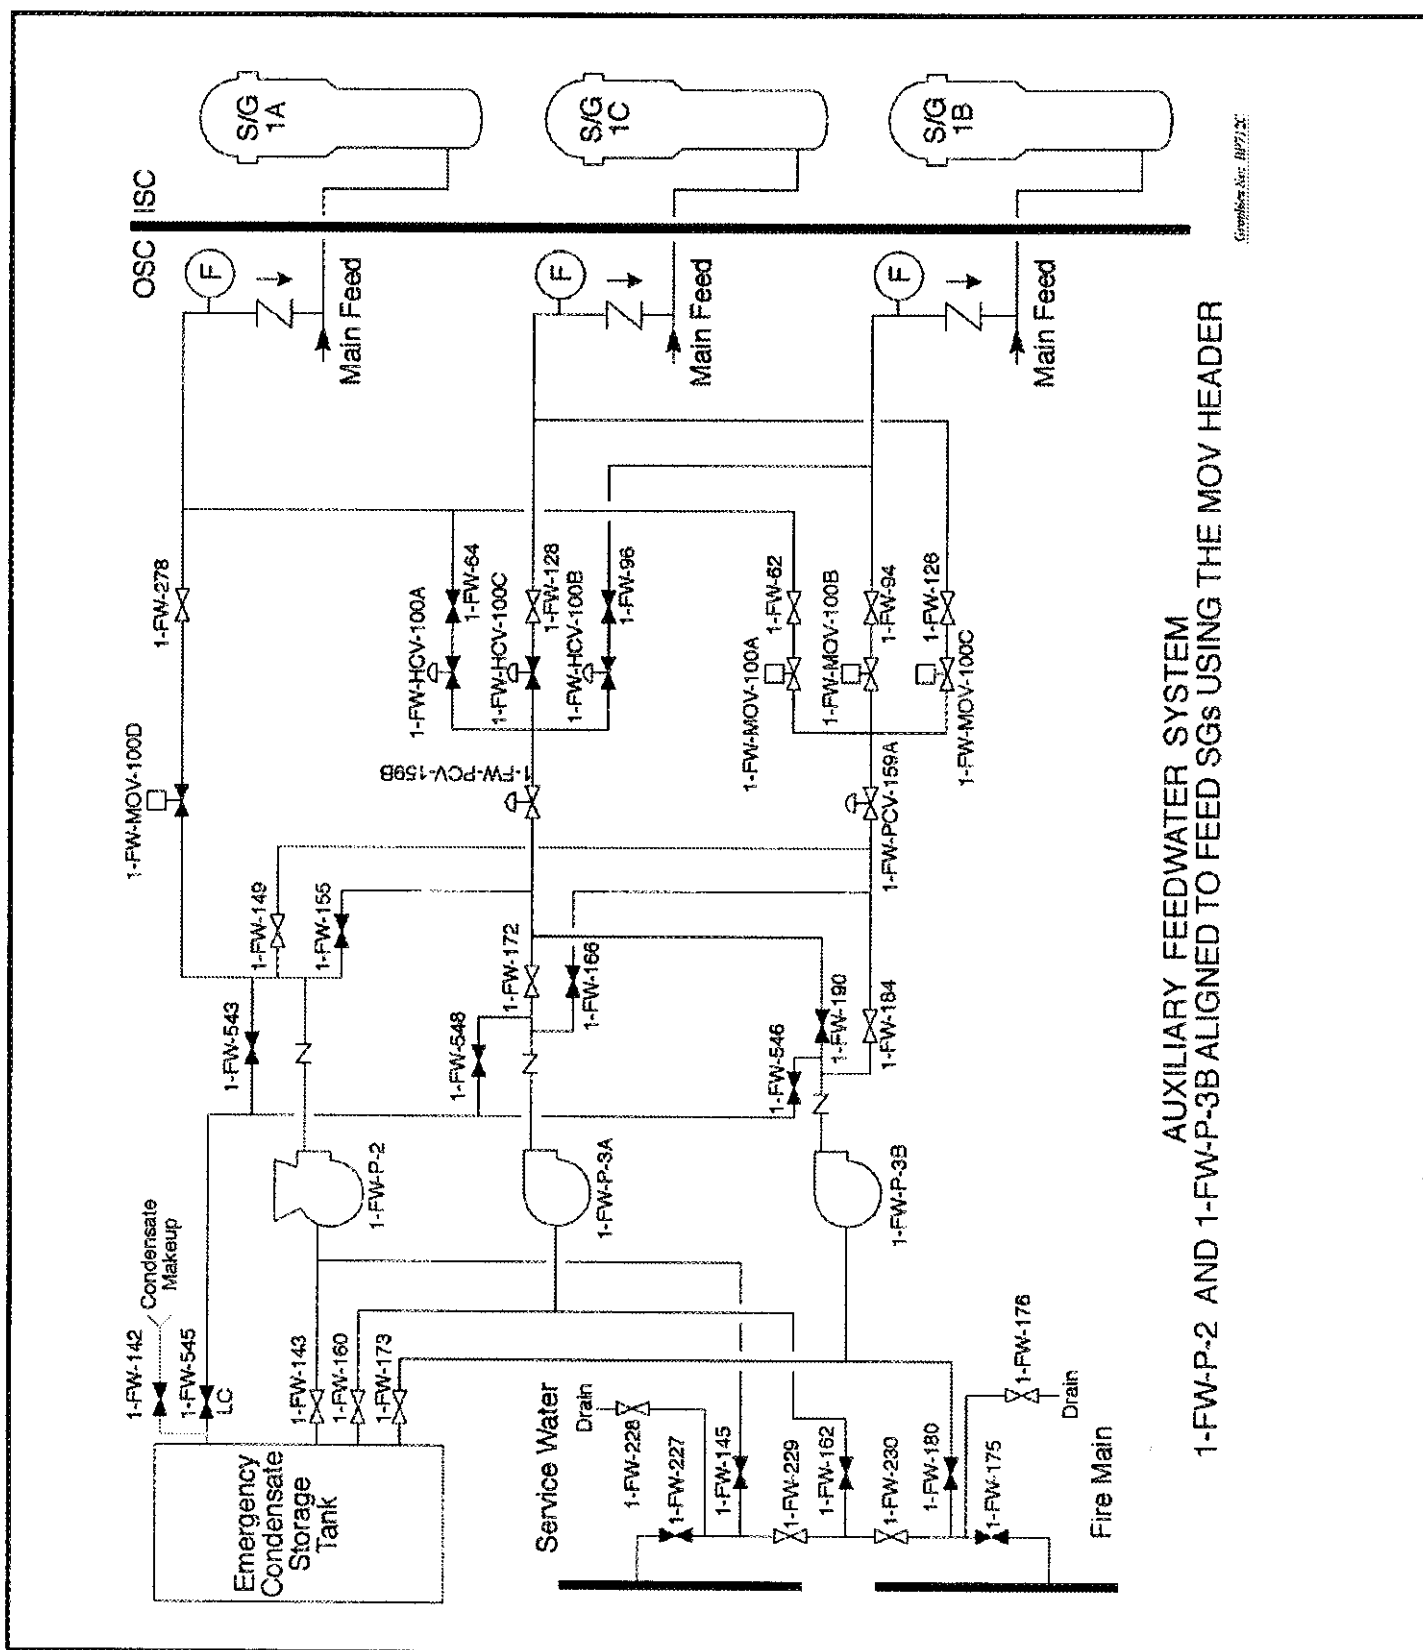 OSC ISC
S/G
1A
S/G
1C
S/G
1B
F
F
F
Main Feed
Main Feed
Main Feed
1-FW-278
1-FW-MOV-100D
1-FW-HCV-100A
1-FW-64
1-FW-HCV-100C
1-FW-128
1-FW-HCV-100B
1-FW-96
1-FW-MOV-100A
1-FW-62
1-FW-MOV-100B
1-FW-94
1-FW-MOV-100C
1-FW-126
1-FW-PCV-159B
1-FW-PCV-159A
1-FW-149
1-FW-155
1-FW-172
1-FW-166
1-FW-190
1-FW-184
1-FW-543
1-FW-548
1-FW-546
1-FW-P-2
1-FW-P-3A
1-FW-P-3B
Condensate
Makeup
1-FW-142
1-FW-545
LC
1-FW-143
1-FW-160
1-FW-173
Emergency
Condensate
Storage
Tank
Service Water
Drain
1-FW-228
1-FW-227
1-FW-145
1-FW-229
1-FW-162
1-FW-230
1-FW-180
1-FW-175
1-FW-176
Drain
Fire Main
AUXILIARY FEEDWATER SYSTEM
1-FW-P-2 AND 1-FW-P-3B ALIGNED TO FEED SGs USING THE MOV HEADER